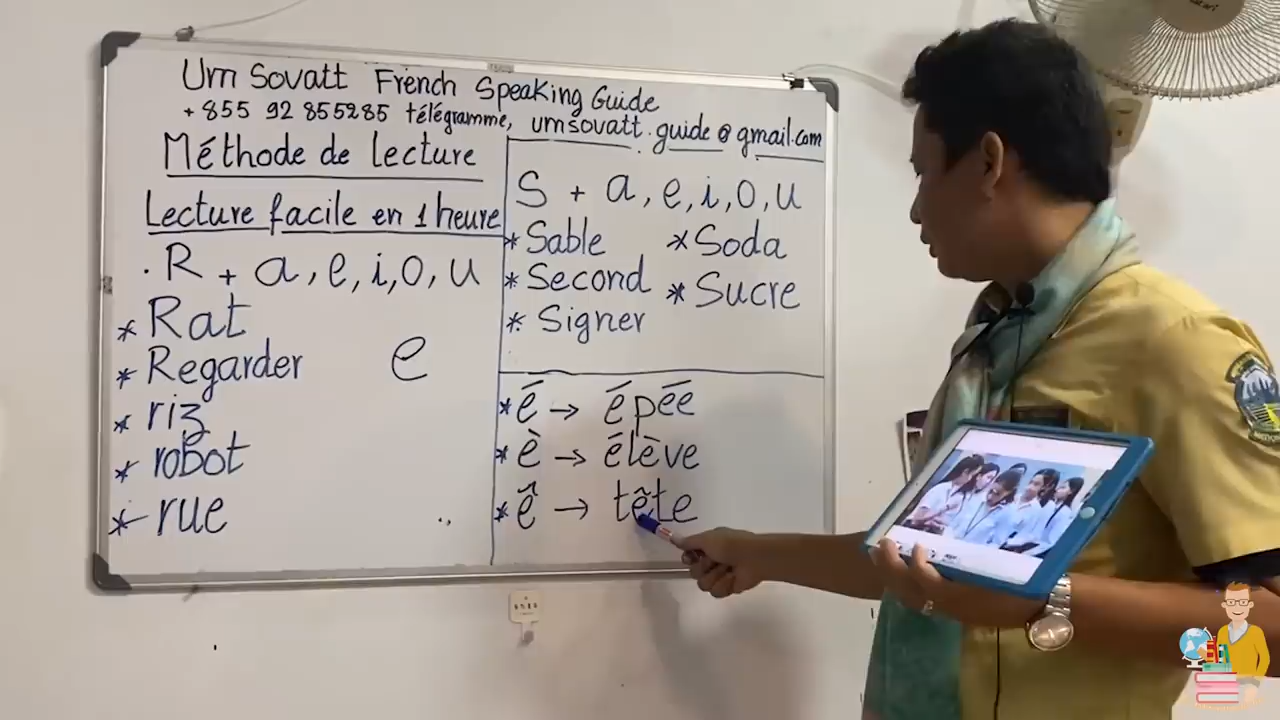 Um Sovatt French Speaking Guide
+855 92 855285 télégramme, umsovatt.guide@gmail.com
Méthode de lecture
Lecture facile en 1 heure
. R + a, e, i, o, u
* Rat
* Regarder
* riz
* robot
* rue
e
S + a, e, i, o, u
* Sable
* Second
* Signer
* Soda
* Sucre
* é → épée
* è → élève
* ê → tête